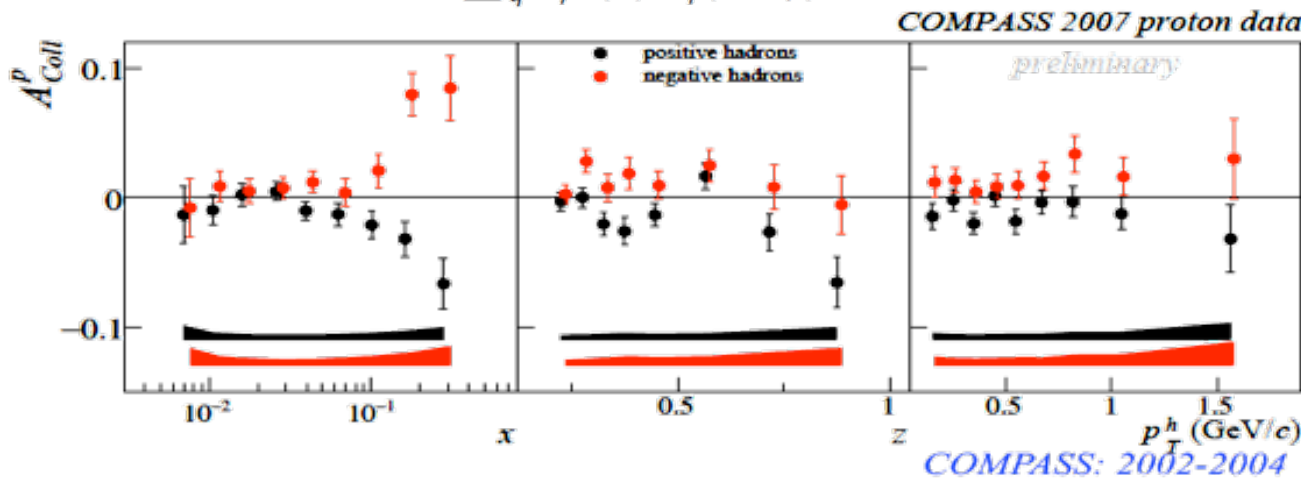 COMPASS 2007 proton data
positive hadrons
negative hadrons
preliminary
A^p_Coll
0.1
0
−0.1
10^−2 10^−1
x
0.5 1
z
0.5 1 1.5
p_T^h (GeV/c)
COMPASS: 2002-2004